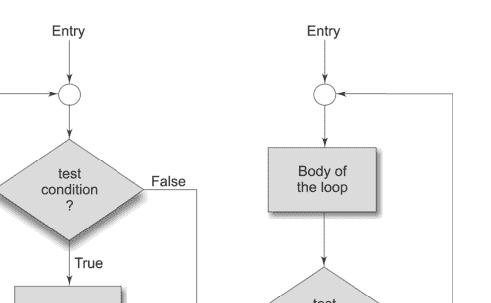 Entry
test
condition
?
False
True
Entry
Body of
the loop